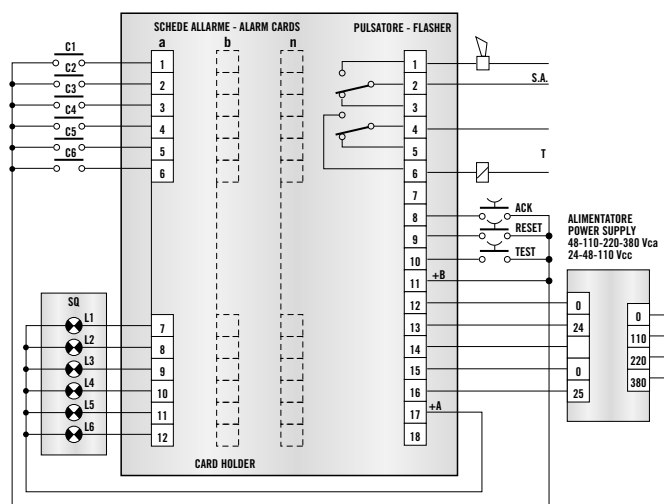 SCHEDE ALLARME - ALARM CARDS
PULSATORE - FLASHER
a
b
n
C1
C2
C3
C4
C5
C6
1
2
3
4
5
6
SQ
L1
L2
L3
L4
L5
L6
7
8
9
10
11
12
CARD HOLDER
1
2
3
4
5
6
7
8
9
10
11
12
13
14
15
16
17
18
+B
+A
S.A.
T
ACK
RESET
TEST
ALIMENTATORE
POWER SUPPLY
48-110-220-380 Vca
24-48-110 Vcc
0
24
0
25
0
110
220
380